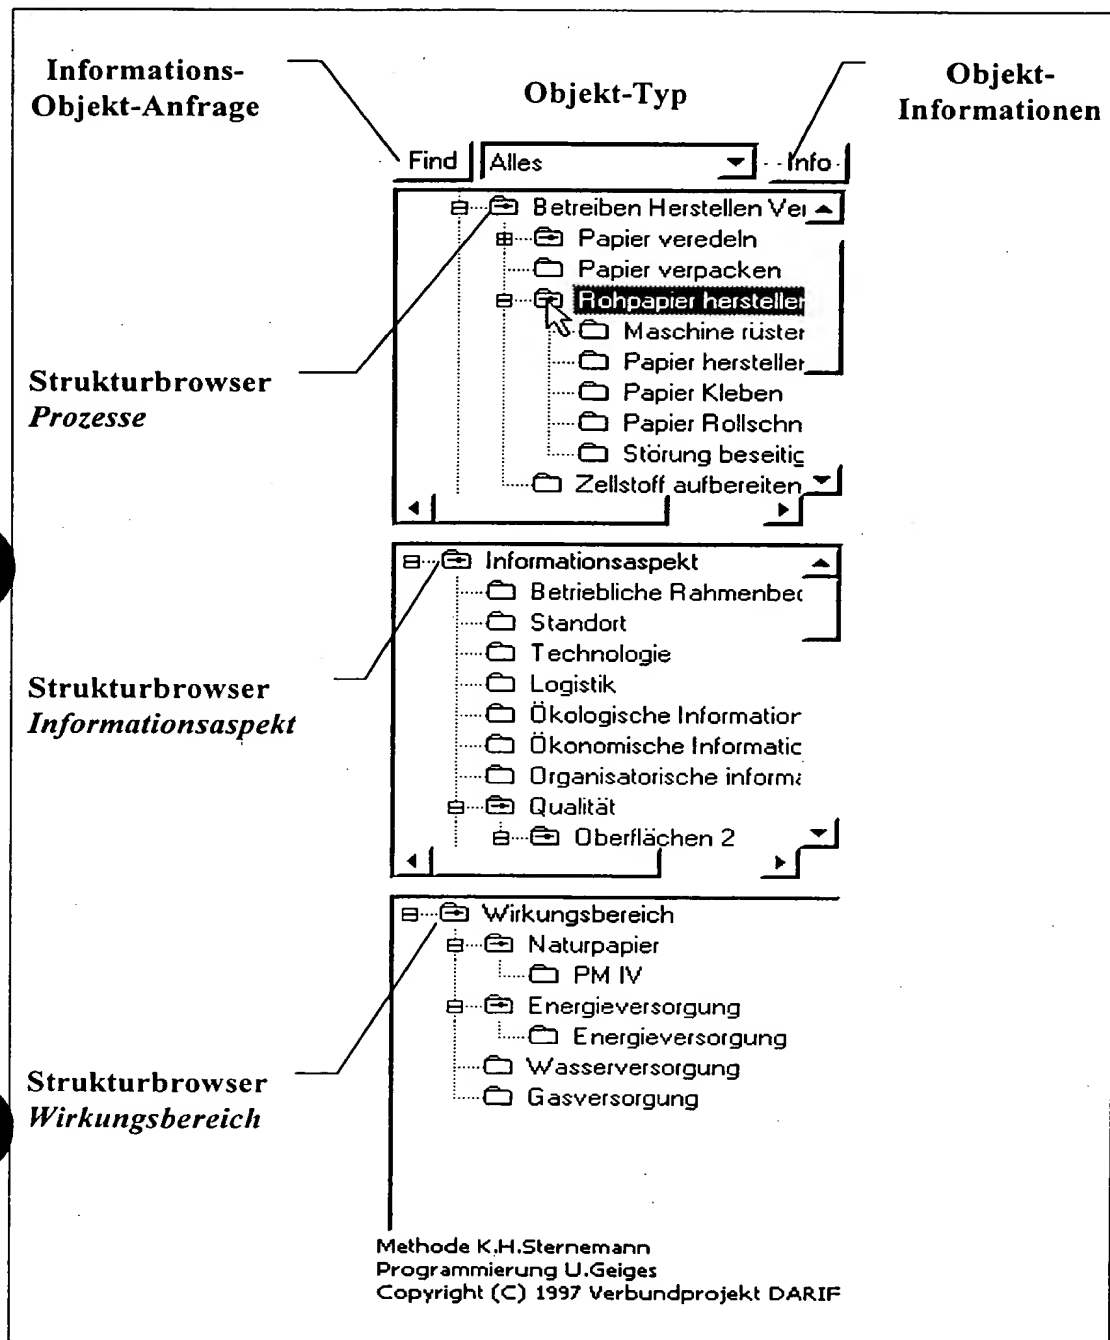 Informations-
Objekt-Anfrage
Objekt-Typ
Objekt-
Informationen
Find
Alles
Info
Betreiben Herstellen Ver
Papier veredeln
Papier verpacken
Rohpapier hersteller
Maschine rüster
Papier hersteller
Papier Kleben
Papier Rollschn
Störung beseitig
Zellstoff aufbereiten
Strukturbrowser
Prozesse
Informationsaspekt
Betriebliche Rahmenbec
Standort
Technologie
Logistik
Ökologische Informatior
Ökonomische Informatic
Organisatorische informa
Qualität
Oberflächen 2
Strukturbrowser
Informationsaspekt
Wirkungsbereich
Naturpapier
PM IV
Energieversorgung
Energieversorgung
Wasserversorgung
Gasversorgung
Strukturbrowser
Wirkungsbereich
Methode K.H.Sternemann
Programmierung U.Geiges
Copyright (C) 1997 Verbundprojekt DARIF